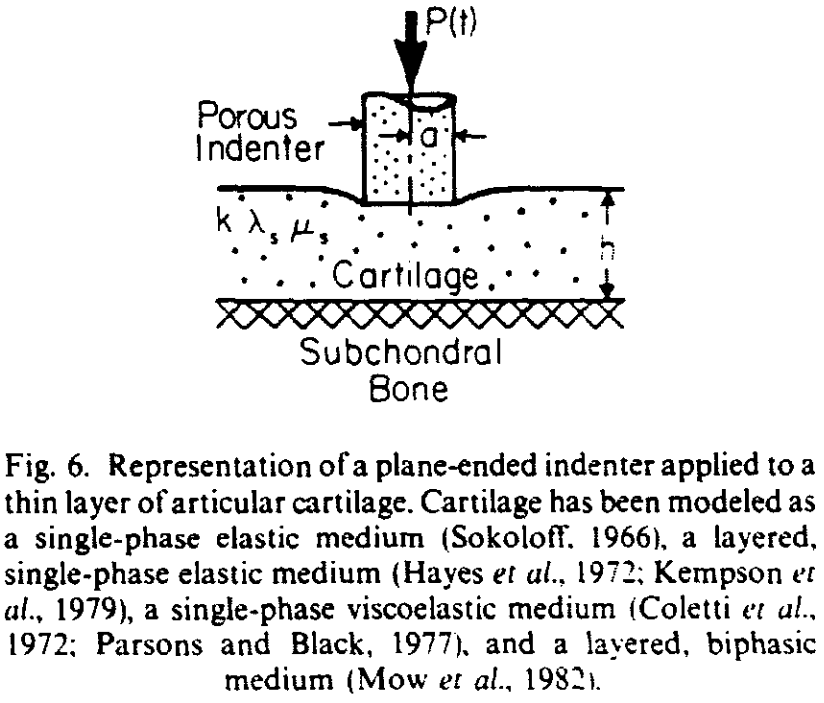 P(t)
Porous
Indenter
a
k λs μs
h
Cartilage
Subchondral
Bone
Fig. 6. Representation of a plane-ended indenter applied to a
thin layer of articular cartilage. Cartilage has been modeled as
a single-phase elastic medium (Sokoloff. 1966), a layered,
single-phase elastic medium (Hayes et al., 1972; Kempson et
al., 1979), a single-phase viscoelastic medium (Coletti et al.,
1972; Parsons and Black, 1977), and a layered, biphasic
medium (Mow et al., 1982).